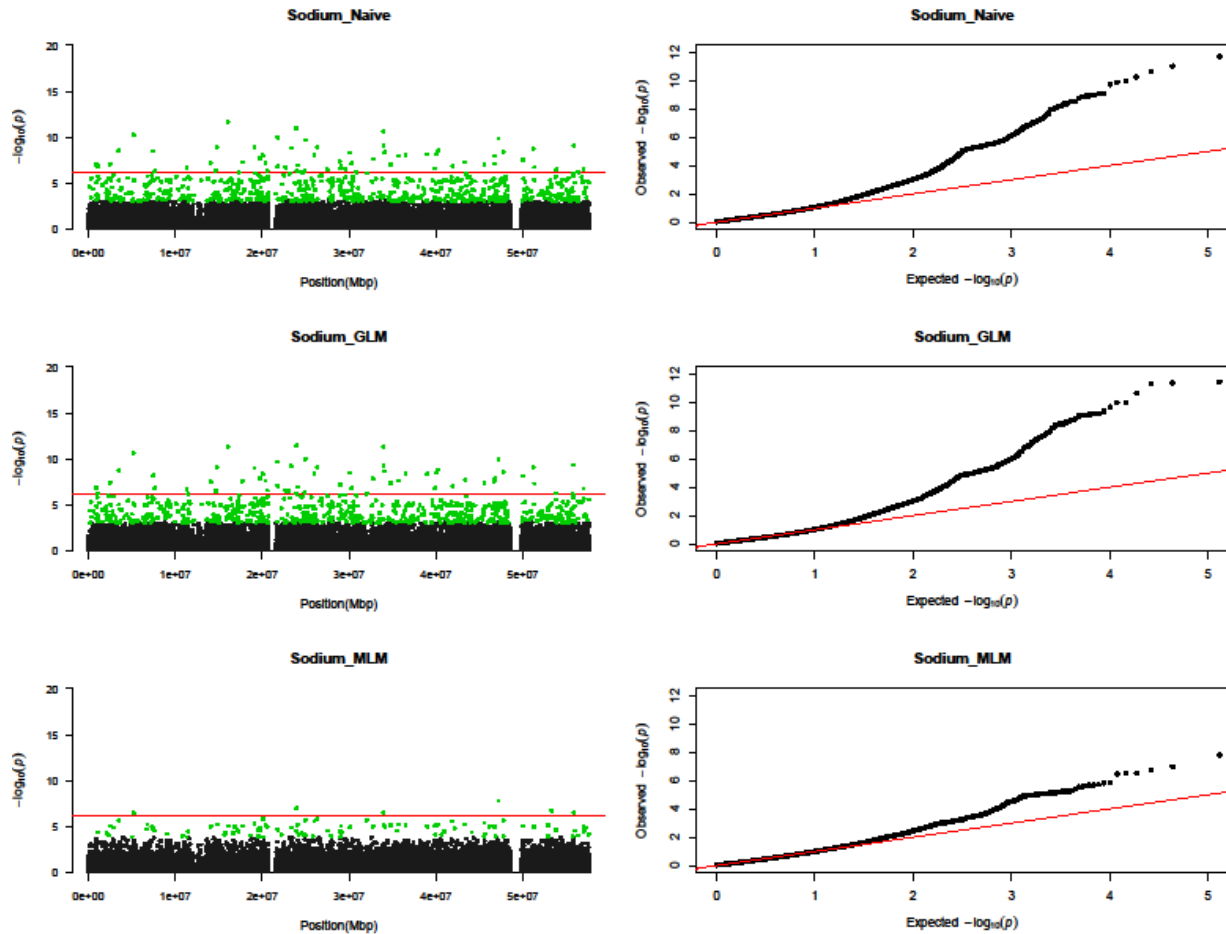 Sodium_Naive
−log₁₀(p)
20
15
10
5
0
0e+00 1e+07 2e+07 3e+07 4e+07 5e+07
Position(Mbp)
Sodium_Naive
Observed −log₁₀(p)
12
10
8
6
4
2
0
0 1 2 3 4 5
Expected −log₁₀(p)
Sodium_GLM
−log₁₀(p)
20
15
10
5
0
0e+00 1e+07 2e+07 3e+07 4e+07 5e+07
Position(Mbp)
Sodium_GLM
Observed −log₁₀(p)
12
10
8
6
4
2
0
0 1 2 3 4 5
Expected −log₁₀(p)
Sodium_MLM
−log₁₀(p)
20
15
10
5
0
0e+00 1e+07 2e+07 3e+07 4e+07 5e+07
Position(Mbp)
Sodium_MLM
Observed −log₁₀(p)
12
10
8
6
4
2
0
0 1 2 3 4 5
Expected −log₁₀(p)